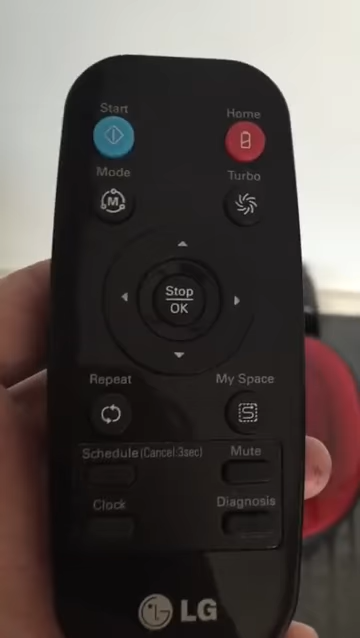 Start Home
Mode Turbo
M
Stop
OK
Repeat My Space
S
Schedule(Cancel:3sec) Mute
Clock Diagnosis
LG